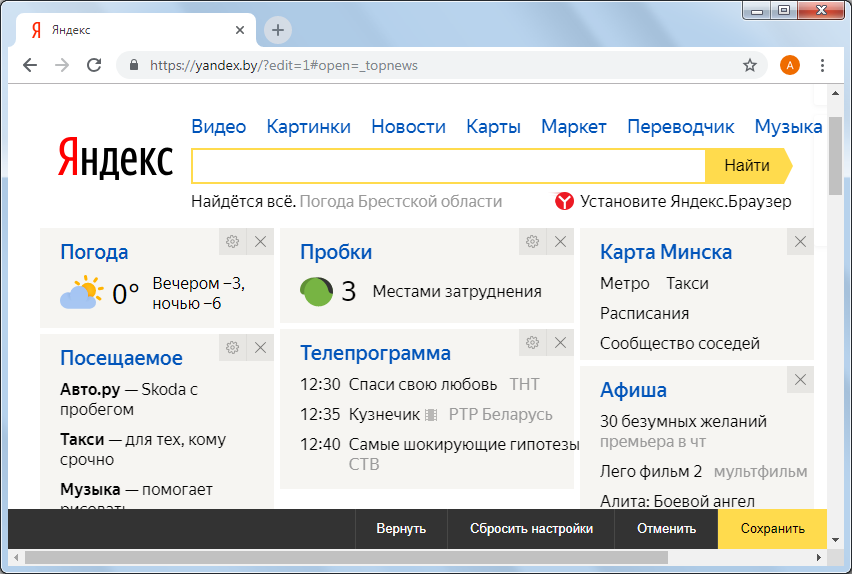 Яндекс
https://yandex.by/?edit=1#open=_topnews
А
Видео Картинки Новости Карты Маркет Переводчик Музыка
Яндекс
Найти
Найдётся всё. Погода Брестской области
Установите Яндекс.Браузер
Погода
0° Вечером −3,
ночью −6
Посещаемое
Авто.ру — Skoda с
пробегом
Такси — для тех, кому
срочно
Музыка — помогает
рисовать
Пробки
3 Местами затруднения
Телепрограмма
12:30 Спаси свою любовь ТНТ
12:35 Кузнечик РТР Беларусь
12:40 Самые шокирующие гипотезы
СТВ
Карта Минска
Метро Такси
Расписания
Сообщество соседей
Афиша
30 безумных желаний
премьера в чт
Лего фильм 2 мультфильм
Алита: Боевой ангел
Вернуть Сбросить настройки Отменить Сохранить